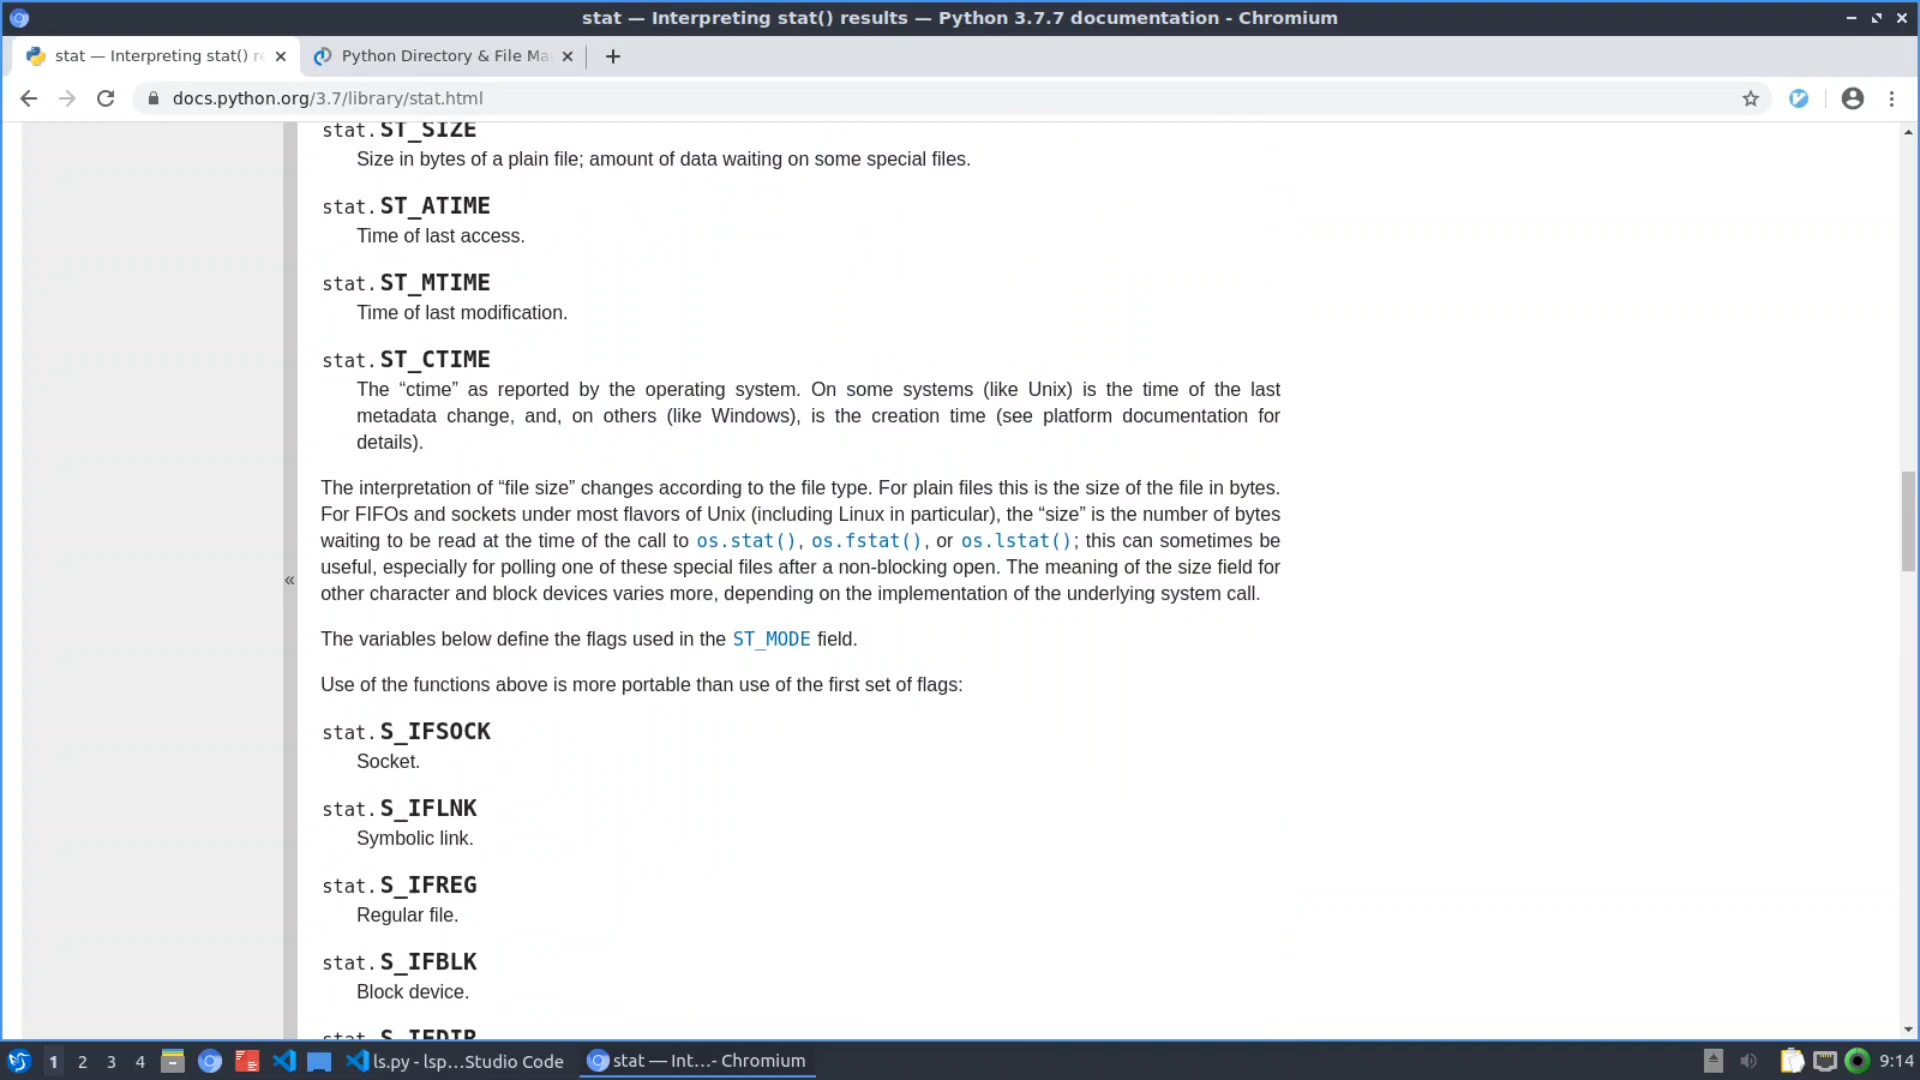 stat — Interpreting stat() results — Python 3.7.7 documentation - Chromium
stat — Interpreting stat() re
Python Directory & File Ma
docs.python.org/3.7/library/stat.html
stat.ST_SIZE
Size in bytes of a plain file; amount of data waiting on some special files.
stat.ST_ATIME
Time of last access.
stat.ST_MTIME
Time of last modification.
stat.ST_CTIME
The “ctime” as reported by the operating system. On some systems (like Unix) is the time of the last
metadata change, and, on others (like Windows), is the creation time (see platform documentation for
details).
The interpretation of “file size” changes according to the file type. For plain files this is the size of the file in bytes.
For FIFOs and sockets under most flavors of Unix (including Linux in particular), the “size” is the number of bytes
waiting to be read at the time of the call to os.stat(), os.fstat(), or os.lstat(); this can sometimes be
useful, especially for polling one of these special files after a non-blocking open. The meaning of the size field for
other character and block devices varies more, depending on the implementation of the underlying system call.
«
The variables below define the flags used in the ST_MODE field.
Use of the functions above is more portable than use of the first set of flags:
stat.S_IFSOCK
Socket.
stat.S_IFLNK
Symbolic link.
stat.S_IFREG
Regular file.
stat.S_IFBLK
Block device.
stat.S_IFDIR
1 2 3 4 ls.py - lsp...Studio Code stat — Int...- Chromium 9:14